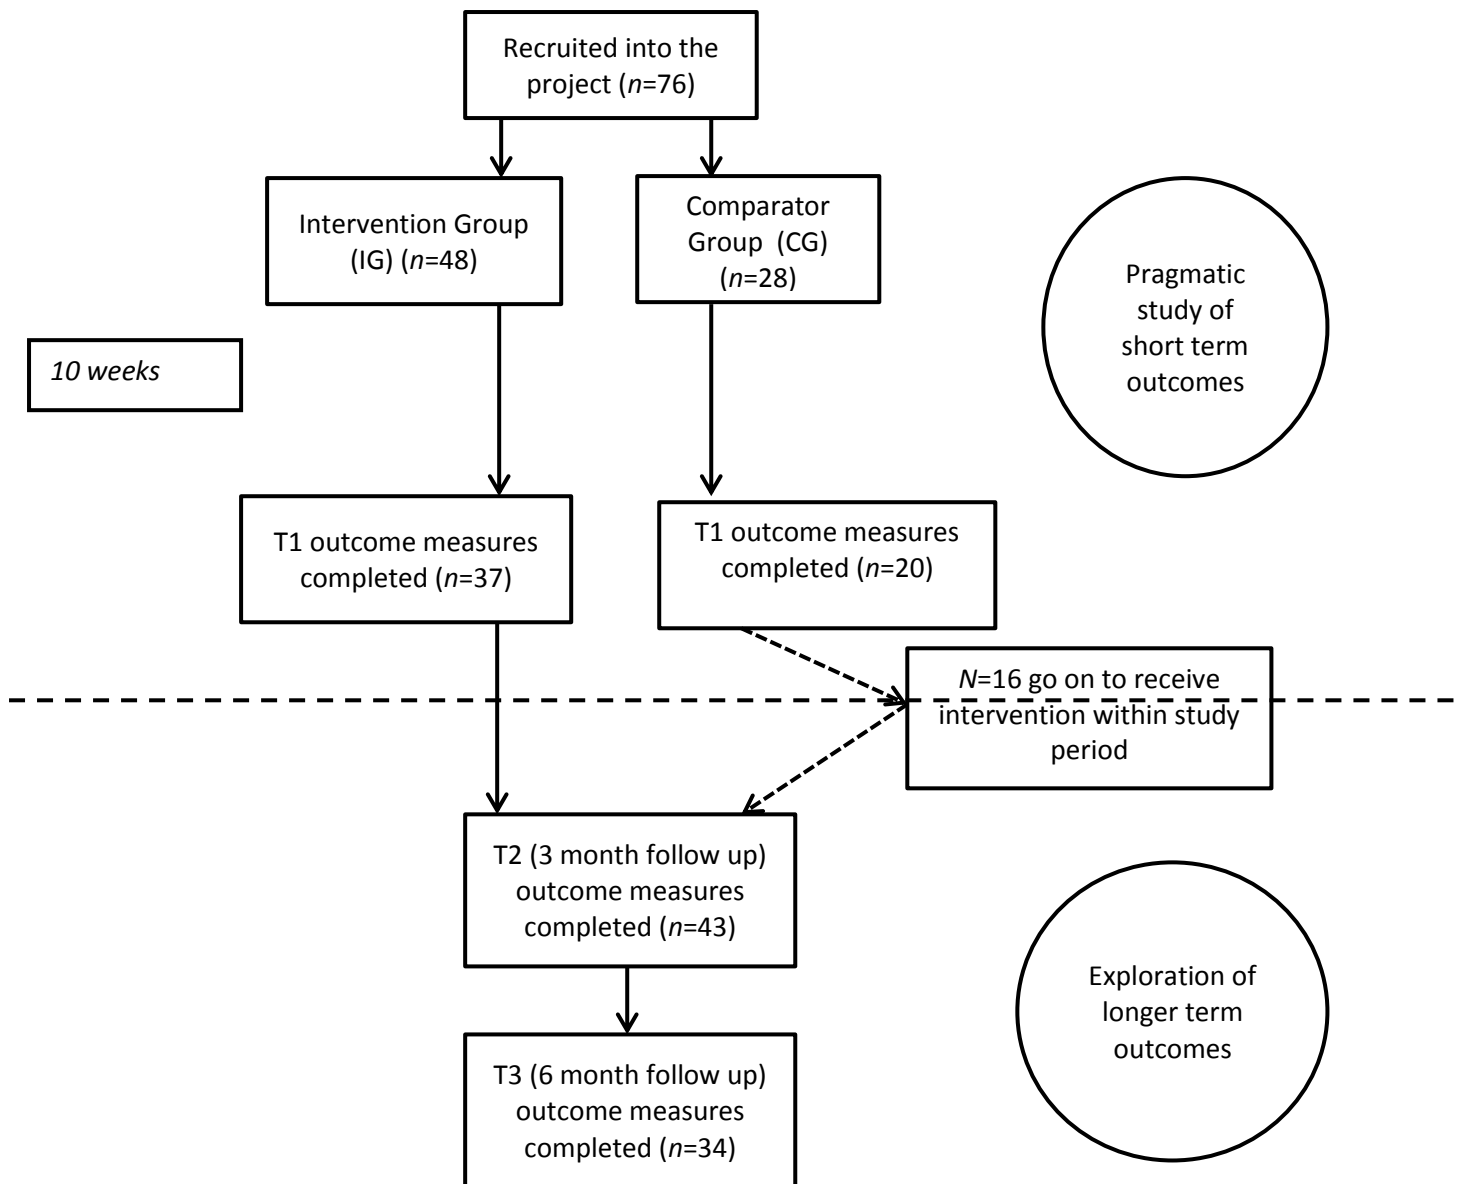 Recruited into the
project (n=76)
Intervention Group
(IG) (n=48)
Comparator
Group (CG)
(n=28)
Pragmatic
study of
short term
outcomes
10 weeks
T1 outcome measures
completed (n=37)
T1 outcome measures
completed (n=20)
N=16 go on to receive
intervention within study
period
T2 (3 month follow up)
outcome measures
completed (n=43)
Exploration of
longer term
outcomes
T3 (6 month follow up)
outcome measures
completed (n=34)